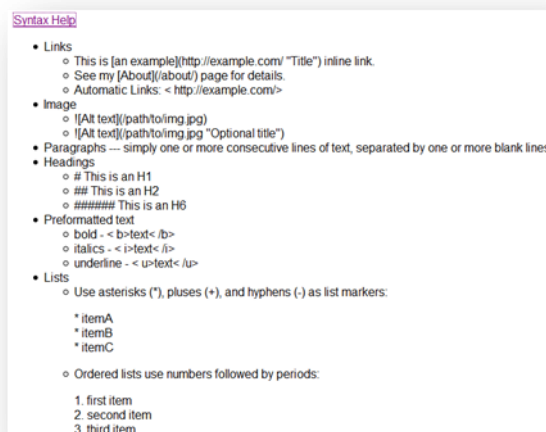 Syntax Help
• Links
○ This is [an example](http://example.com/ "Title") inline link.
○ See my [About](/about/) page for details.
○ Automatic Links: < http://example.com/>
• Image
○ ![Alt text](/path/to/img.jpg)
○ ![Alt text](/path/to/img.jpg "Optional title")
• Paragraphs --- simply one or more consecutive lines of text, separated by one or more blank lines
• Headings
○ # This is an H1
○ ## This is an H2
○ ###### This is an H6
• Preformatted text
○ bold - < b>text< /b>
○ italics - < i>text< /i>
○ underline - < u>text< /u>
• Lists
○ Use asterisks (*), pluses (+), and hyphens (-) as list markers:
* itemA
* itemB
* itemC
○ Ordered lists use numbers followed by periods:
1. first item
2. second item
3. third item